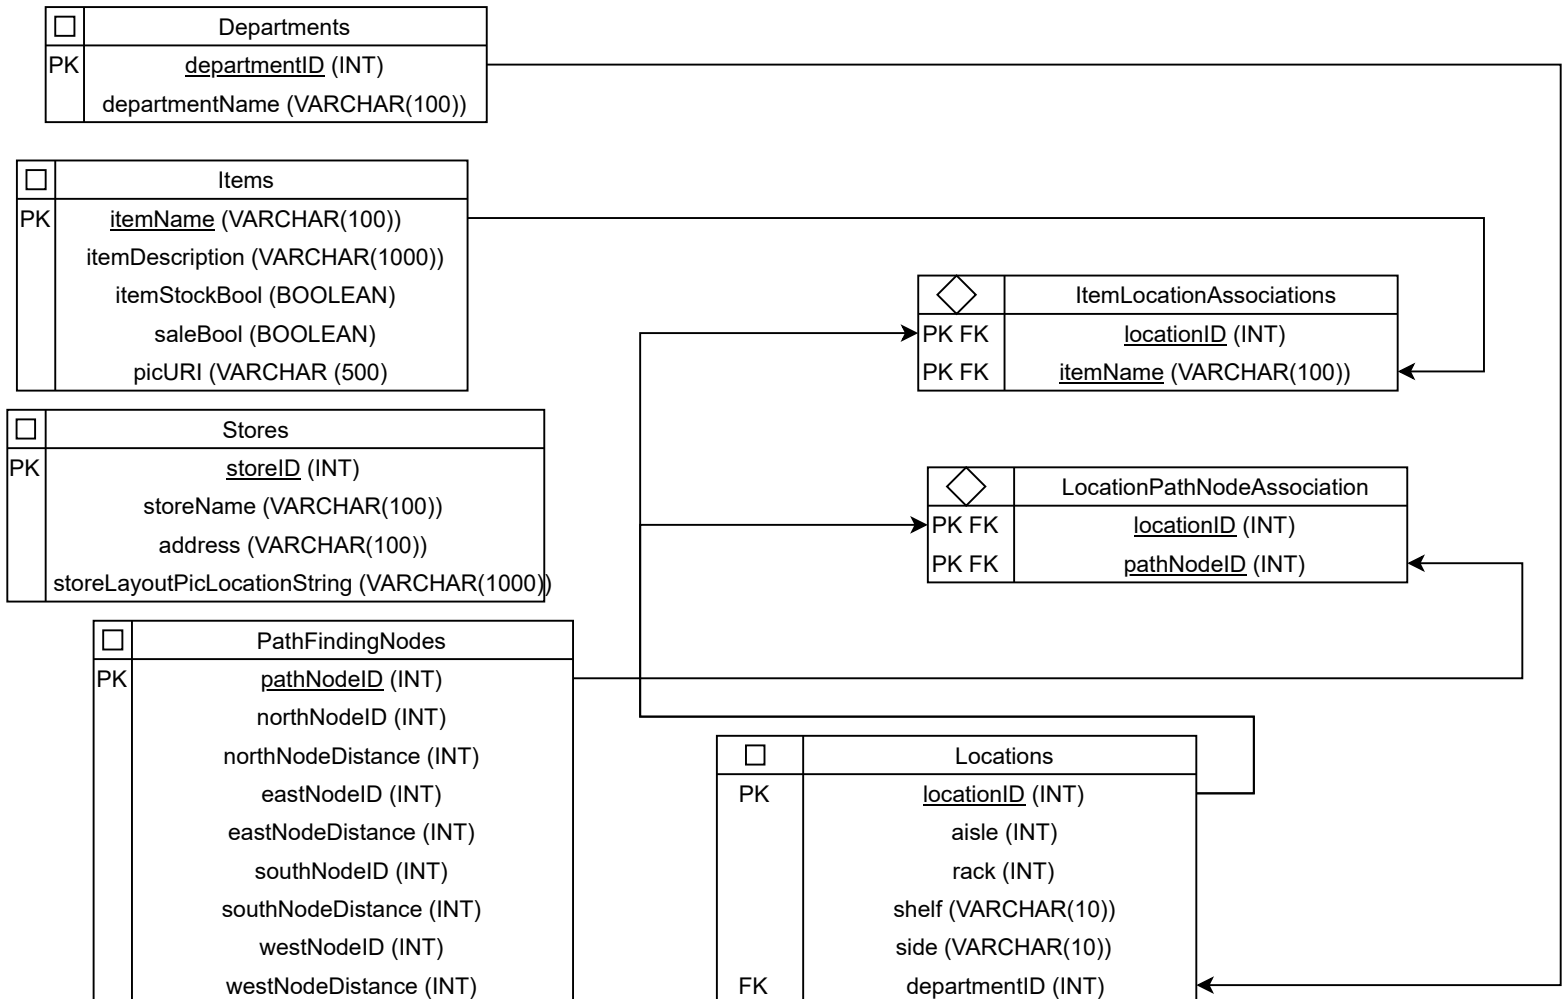 Departments
PK departmentID (INT)
departmentName (VARCHAR(100))
Items
PK itemName (VARCHAR(100))
itemDescription (VARCHAR(1000))
itemStockBool (BOOLEAN)
saleBool (BOOLEAN)
picURI (VARCHAR (500)
ItemLocationAssociations
PK FK locationID (INT)
PK FK itemName (VARCHAR(100))
Stores
PK storeID (INT)
storeName (VARCHAR(100))
address (VARCHAR(100))
storeLayoutPicLocationString (VARCHAR(1000))
LocationPathNodeAssociation
PK FK locationID (INT)
PK FK pathNodeID (INT)
PathFindingNodes
PK pathNodeID (INT)
northNodeID (INT)
northNodeDistance (INT)
eastNodeID (INT)
eastNodeDistance (INT)
southNodeID (INT)
southNodeDistance (INT)
westNodeID (INT)
westNodeDistance (INT)
Locations
PK locationID (INT)
aisle (INT)
rack (INT)
shelf (VARCHAR(10))
side (VARCHAR(10))
FK departmentID (INT)